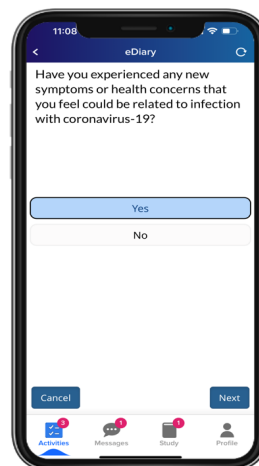 11:08
eDiary
Have you experienced any new
symptoms or health concerns that
you feel could be related to infection
with coronavirus-19?
Yes
No
Cancel
Next
3
1
1
Activities
Messages
Study
Profile